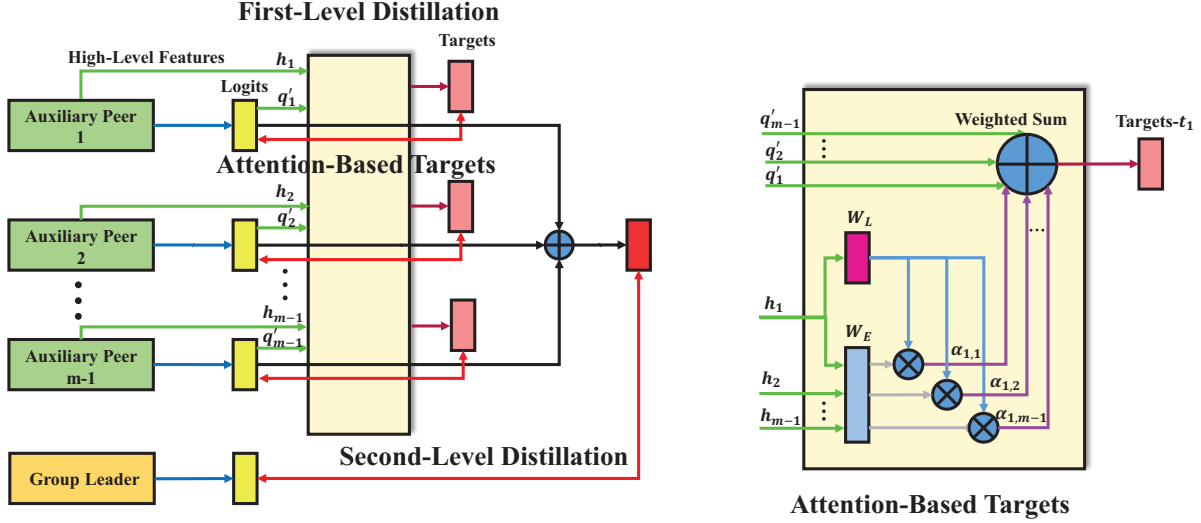 First-Level Distillation
High-Level Features
h₁
Targets
Logits
q′₁
Auxiliary Peer
1
Attention-Based Targets
h₂
q′₂
Auxiliary Peer
2
hₘ₋₁
q′ₘ₋₁
Auxiliary Peer
m-1
Second-Level Distillation
Group Leader
q′ₘ₋₁
Weighted Sum
Targets-t₁
q′₂
q′₁
W_L
...
h₁
W_E
α₁,₁
h₂
α₁,₂
hₘ₋₁
α₁,ₘ₋₁
Attention-Based Targets